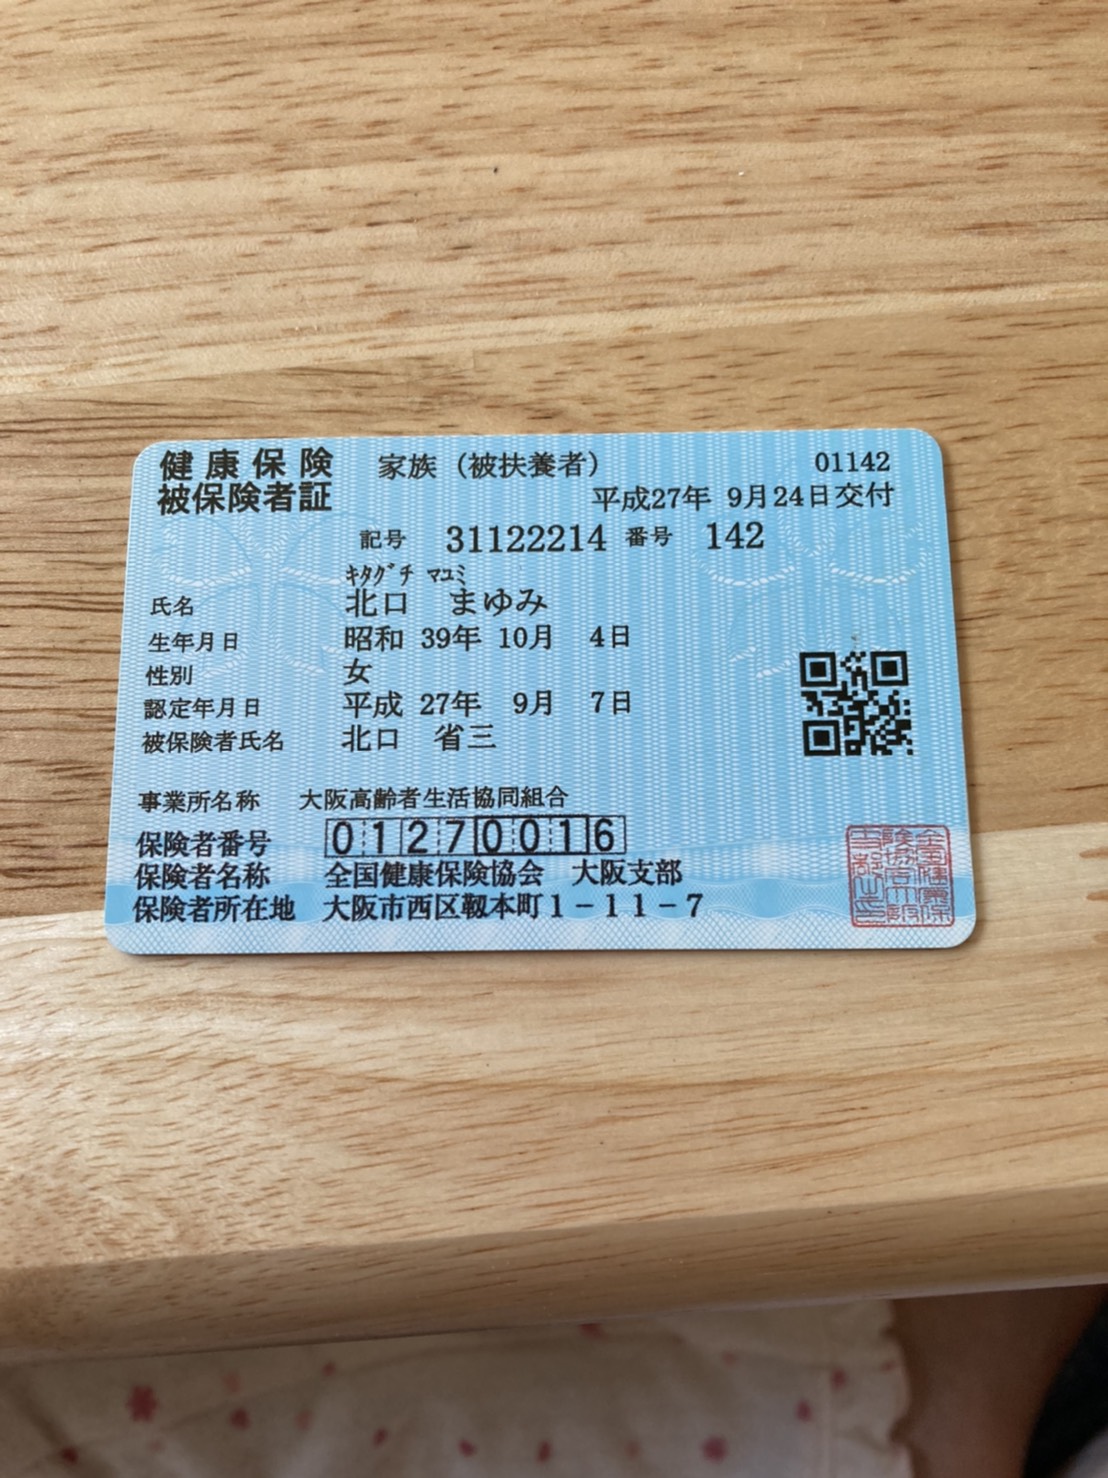 健康保険 家族（被扶養者） 01142
被保険者証 平成27年 9月24日交付
記号 31122214 番号 142
ｷﾀｸﾞﾁ ﾏﾕﾐ
氏名 北口 まゆみ
生年月日 昭和 39年 10月 4日
性別 女
認定年月日 平成 27年 9月 7日
被保険者氏名 北口 省三
事業所名称 大阪高齢者生活協同組合
保険者番号 01270016
保険者名称 全国健康保険協会 大阪支部
保険者所在地 大阪市西区靱本町1－11－7